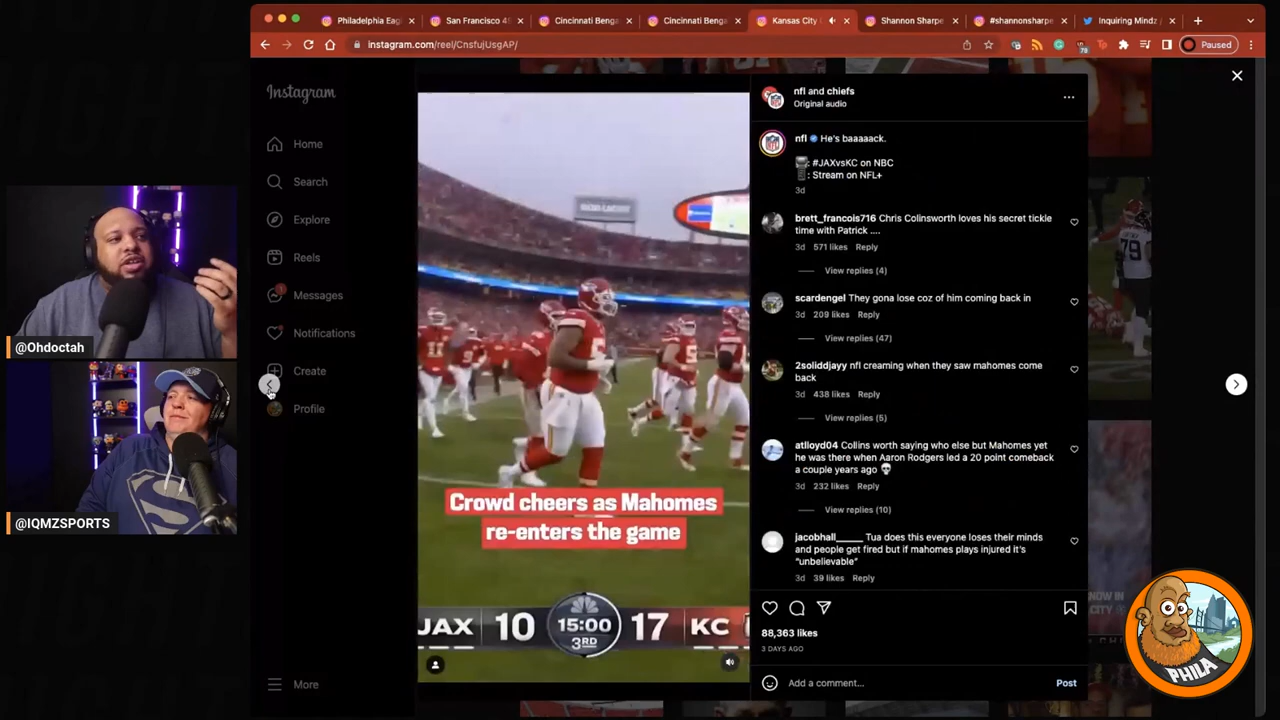 Philadelphia Eag
San Francisco 4
Cincinnati Benga
Cincinnati Benga
Kansas City
Shannon Sharpe
#shannonsharpe
Inquiring Mindz
instagram.com/reel/CnsfujUsgAP/
Paused
Instagram
Home
Search
Explore
Reels
Messages
Notifications
Create
Profile
More
@Ohdoctah
@IQMZSPORTS
Crowd cheers as Mahomes
re-enters the game
JAX 10 15:00 3RD 17 KC
nfl and chiefs
Original audio
nfl He's baaaaack.
: #JAXvsKC on NBC
: Stream on NFL+
3d
brett_francois716 Chris Colinsworth loves his secret tickle
time with Patrick ....
3d 571 likes Reply
View replies (4)
scardengel They gona lose coz of him coming back in
3d 209 likes Reply
View replies (47)
2soliddjayy nfl creaming when they saw mahomes come
back
3d 438 likes Reply
View replies (5)
atlloyd04 Collins worth saying who else but Mahomes yet
he was there when Aaron Rodgers led a 20 point comeback
a couple years ago 💀
3d 232 likes Reply
View replies (10)
jacobhall_____ Tua does this everyone loses their minds
and people get fired but if mahomes plays injured it's
"unbelievable"
3d 39 likes Reply
88,363 likes
3 DAYS AGO
Add a comment...
Post
79
PHILA